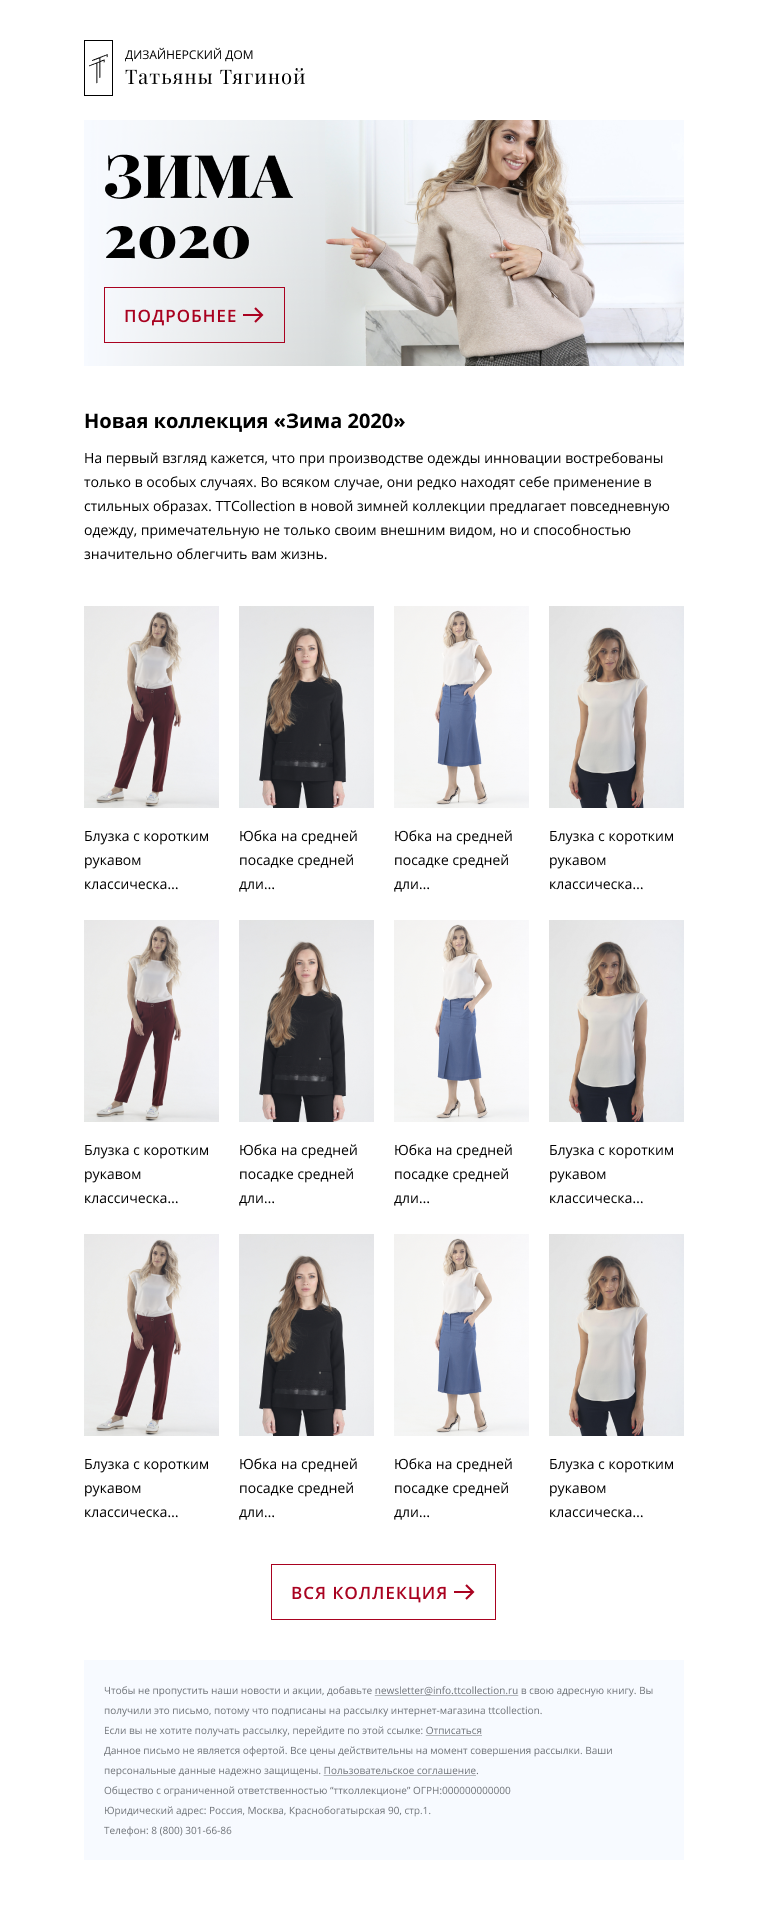 ДИЗАЙНЕРСКИЙ ДОМ
Татьяны Тягиной
ЗИМА
2020
ПОДРОБНЕЕ
Новая коллекция «Зима 2020»
На первый взгляд кажется, что при производстве одежды инновации востребованы
только в особых случаях. Во всяком случае, они редко находят себе применение в
стильных образах. TTCollection в новой зимней коллекции предлагает повседневную
одежду, примечательную не только своим внешним видом, но и способностью
значительно облегчить вам жизнь.
Блузка с коротким
рукавом
классическа...
Юбка на средней
посадке средней
дли...
Юбка на средней
посадке средней
дли...
Блузка с коротким
рукавом
классическа...
Блузка с коротким
рукавом
классическа...
Юбка на средней
посадке средней
дли...
Юбка на средней
посадке средней
дли...
Блузка с коротким
рукавом
классическа...
Блузка с коротким
рукавом
классическа...
Юбка на средней
посадке средней
дли...
Юбка на средней
посадке средней
дли...
Блузка с коротким
рукавом
классическа...
ВСЯ КОЛЛЕКЦИЯ
Чтобы не пропустить наши новости и акции, добавьте newsletter@info.ttcollection.ru в свою адресную книгу. Вы
получили это письмо, потому что подписаны на рассылку интернет-магазина ttcollection.
Если вы не хотите получать рассылку, перейдите по этой ссылке: Отписаться
Данное письмо не является офертой. Все цены действительны на момент совершения рассылки. Ваши
персональные данные надежно защищены. Пользовательское соглашение.
Общество с ограниченной ответственностью “ттколлекционе” ОГРН:000000000000
Юридический адрес: Россия, Москва, Краснобогатырская 90, стр.1.
Телефон: 8 (800) 301-66-86